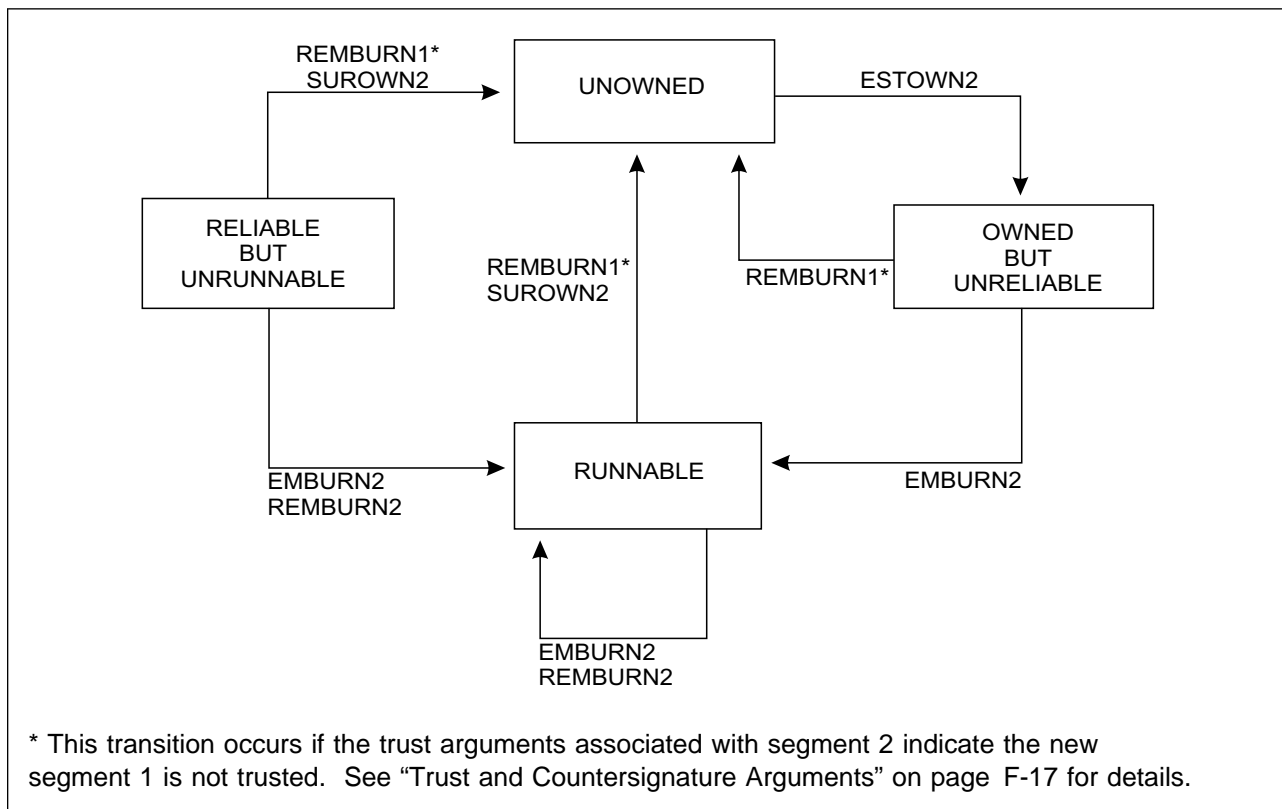 REMBURN1*
SUROWN2
UNOWNED
ESTOWN2
RELIABLE
BUT
UNRUNNABLE
REMBURN1*
SUROWN2
REMBURN1*
OWNED
BUT
UNRELIABLE
EMBURN2
REMBURN2
RUNNABLE
EMBURN2
EMBURN2
REMBURN2
* This transition occurs if the trust arguments associated with segment 2 indicate the new
segment 1 is not trusted. See “Trust and Countersignature Arguments” on page F-17 for details.